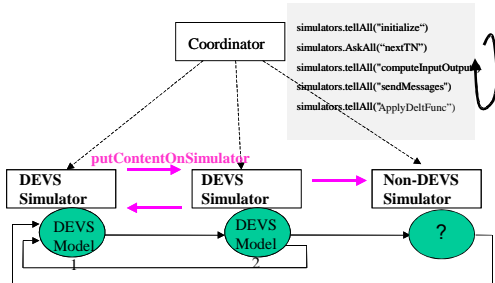 simulators.tellAll("initialize“)
simulators.AskAll(“nextTN”)
simulators.tellAll("computeInputOutput
simulators.tellAll("sendMessages")
simulators.tellAll("ApplyDeltFunc”)
Coordinator
putContentOnSimulator
DEVS
Simulator
DEVS
Simulator
Non-DEVS
Simulator
DEVS
Model
1
DEVS
Model
2
?